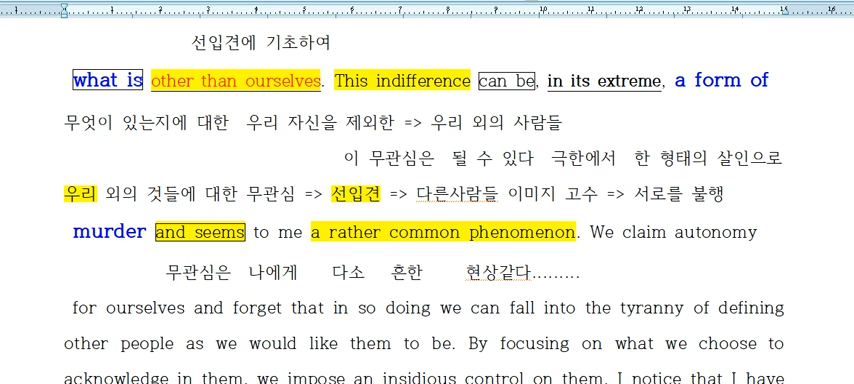 선입견에 기초하여
what is other than ourselves. This indifference can be, in its extreme, a form of
무엇이 있는지에 대한 우리 자신을 제외한 => 우리 외의 사람들
이 무관심은 될 수 있다 극한에서 한 형태의 살인으로
우리 외의 것들에 대한 무관심 => 선입견 => 다른사람들 이미지 고수 => 서로를 불행
murder and seems to me a rather common phenomenon. We claim autonomy
무관심은 나에게 다소 흔한 현상같다.........
for ourselves and forget that in so doing we can fall into the tyranny of defining
other people as we would like them to be. By focusing on what we choose to
acknowledge in them, we impose an insidious control on them. I notice that I have